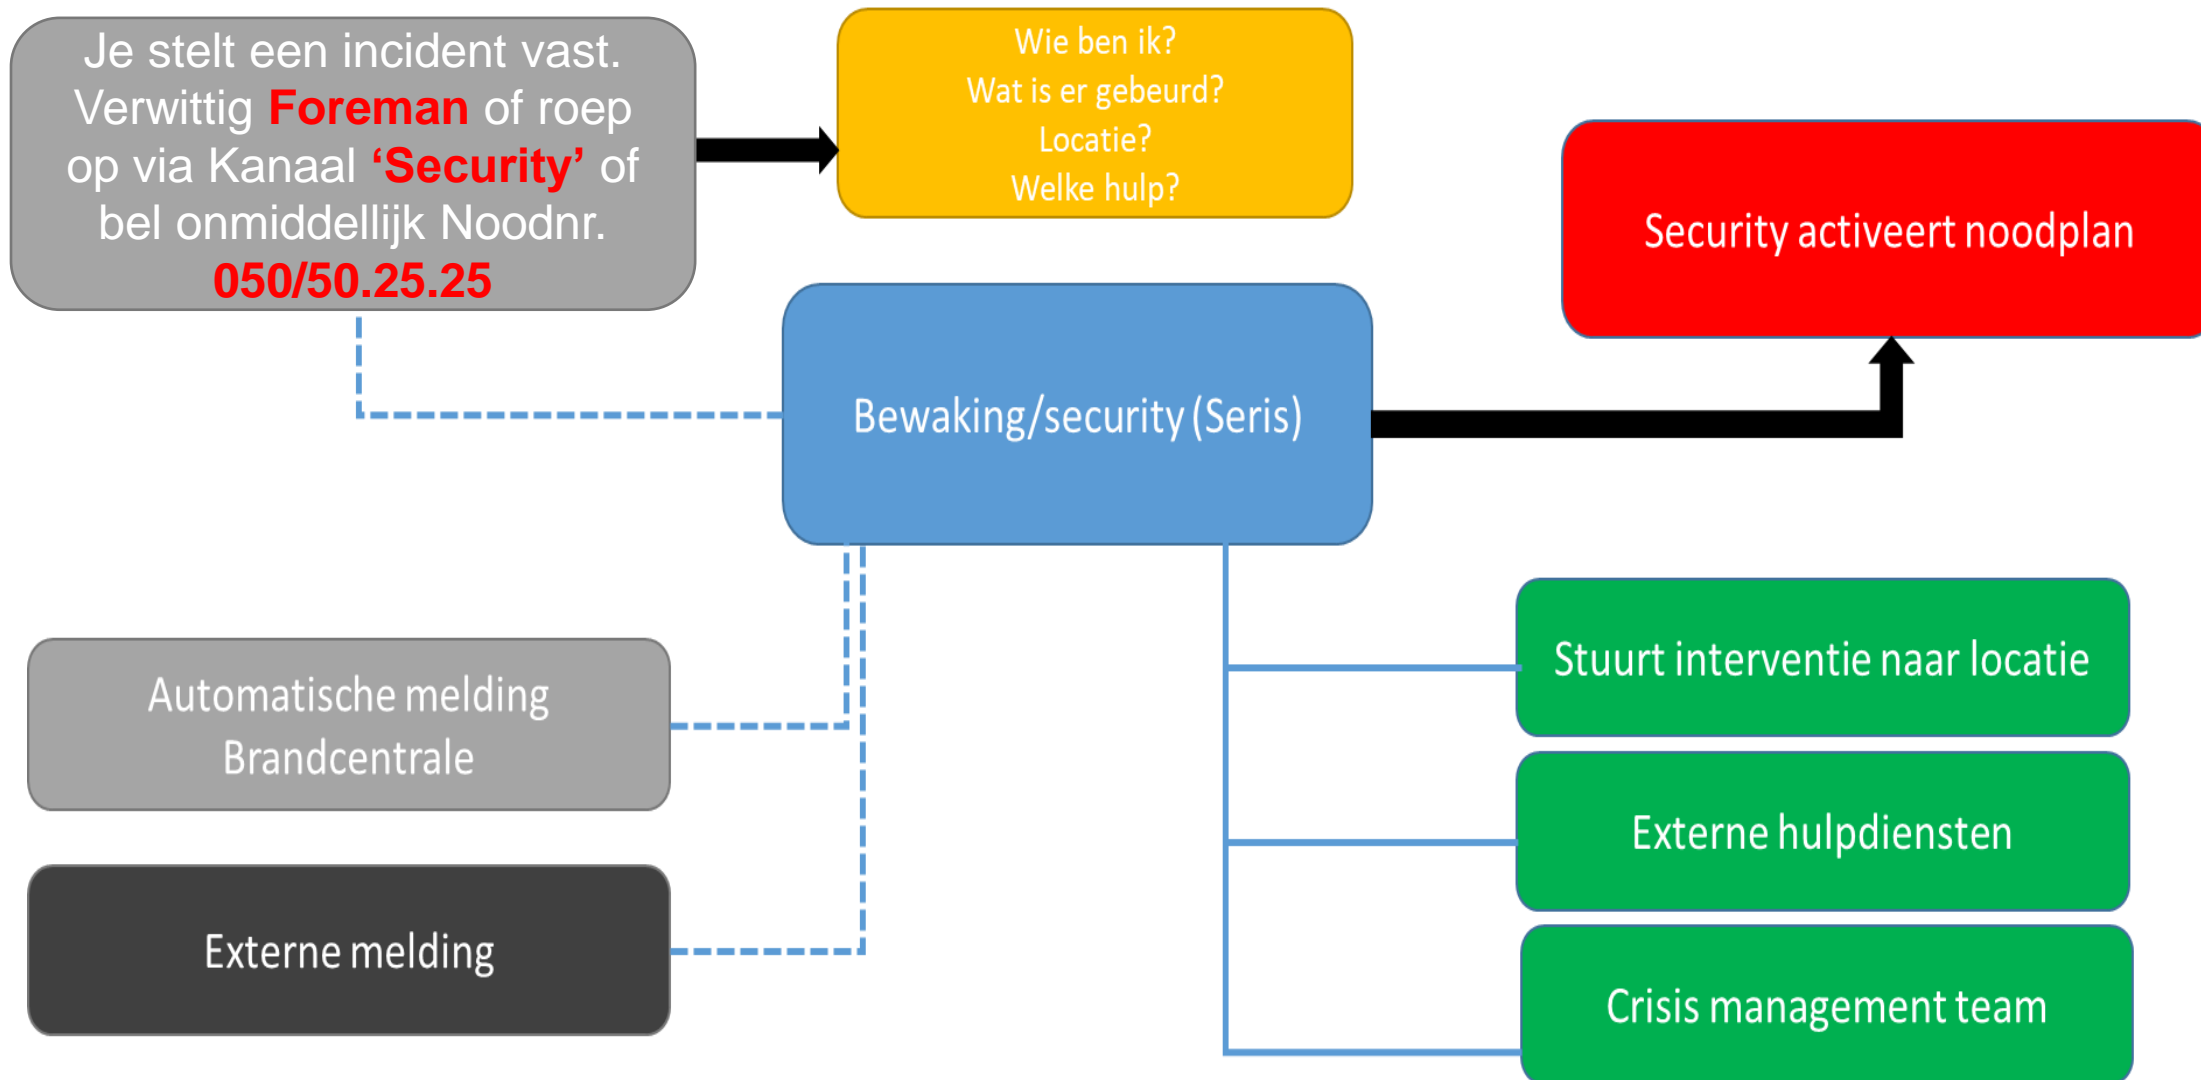 Je stelt een incident vast.
Verwittig Foreman of roep
op via Kanaal ‘Security’ of
bel onmiddellijk Noodnr.
050/50.25.25
Wie ben ik?
Wat is er gebeurd?
Locatie?
Welke hulp?
Security activeert noodplan
Bewaking/security (Seris)
Automatische melding
Brandcentrale
Externe melding
Stuurt interventie naar locatie
Externe hulpdiensten
Crisis management team